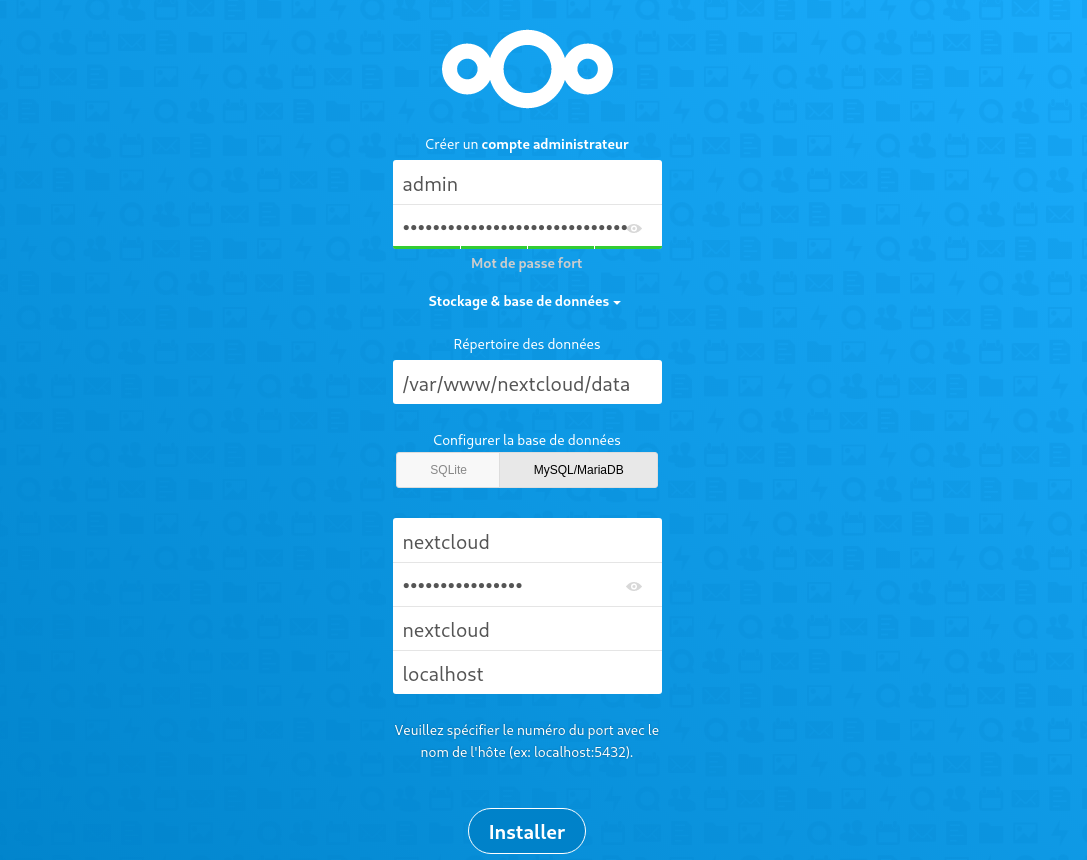 Créer un compte administrateur
admin
••••••••••••••••••••••••••••••
Mot de passe fort
Stockage & base de données
Répertoire des données
/var/www/nextcloud/data
Configurer la base de données
SQLite MySQL/MariaDB
nextcloud
••••••••••••••••
nextcloud
localhost
Veuillez spécifier le numéro du port avec le
nom de l'hôte (ex: localhost:5432).
Installer